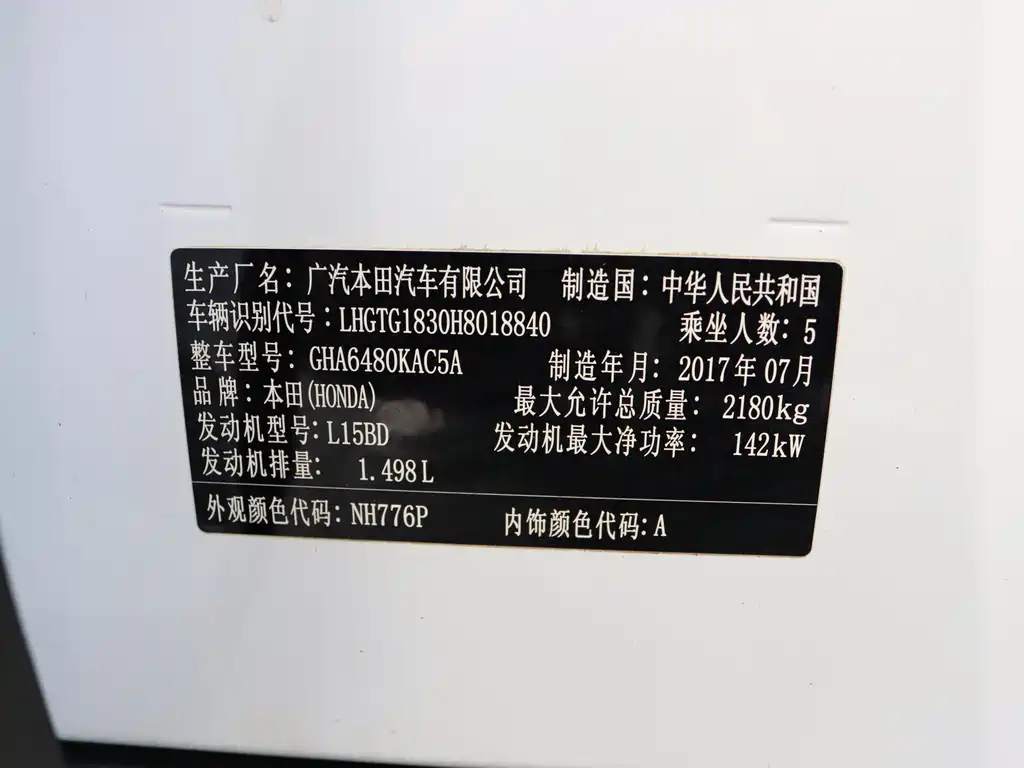 生产厂名：广汽本田汽车有限公司 制造国：中华人民共和国
车辆识别代号：LHGTG1830H8018840 乘坐人数：5
整车型号：GHA6480KAC5A 制造年月：2017年07月
品牌：本田(HONDA) 最大允许总质量：2180kg
发动机型号：L15BD 发动机最大净功率：142kW
发动机排量：1.498L
外观颜色代码：NH776P 内饰颜色代码：A